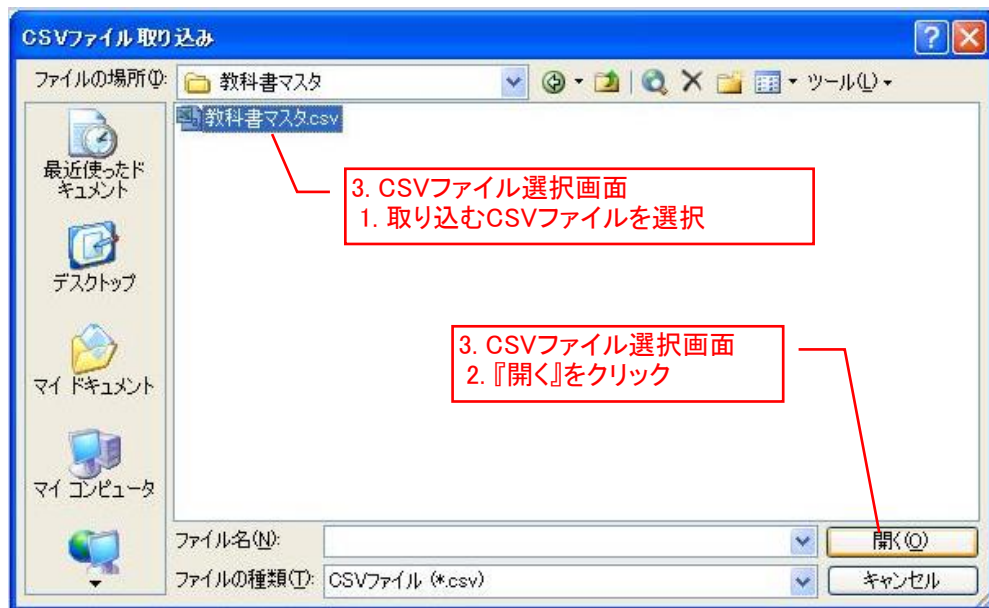 CSVファイル取り込み
ファイルの場所(I):
教科書マスタ
ツール(L)
教科書マスタ.csv
最近使ったド
キュメント
デスクトップ
マイ ドキュメント
マイ コンピュータ
3. CSVファイル選択画面
1. 取り込むCSVファイルを選択
3. CSVファイル選択画面
2. 『開く』をクリック
ファイル名(N):
開く(O)
ファイルの種類(T):
CSVファイル (*.csv)
キャンセル